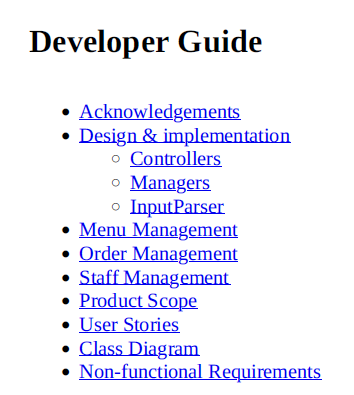 Developer Guide
Acknowledgements
Design & implementation
Controllers
Managers
InputParser
Menu Management
Order Management
Staff Management
Product Scope
User Stories
Class Diagram
Non-functional Requirements